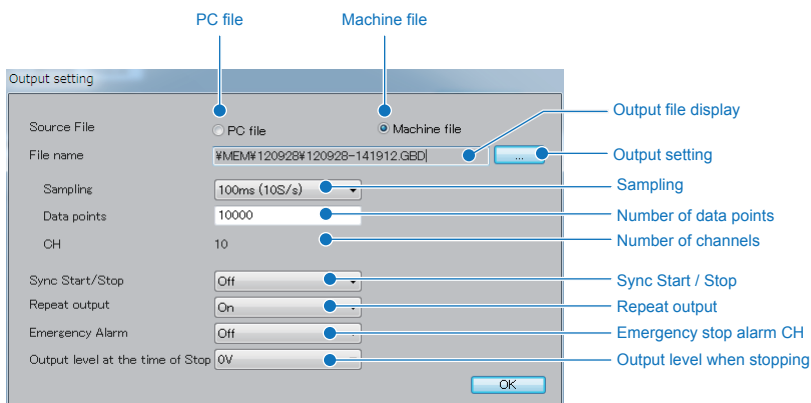 PC file
Machine file
Output setting
Source File
PC file
Machine file
Output file display
File name
¥MEM¥120928¥120928-141912.GBD
...
Output setting
Sampling
100ms (10S/s)
Sampling
Data points
10000
Number of data points
CH
10
Number of channels
Sync Start/Stop
Off
Sync Start / Stop
Repeat output
On
Repeat output
Emergency Alarm
Off
Emergency stop alarm CH
Output level at the time of Stop
0V
Output level when stopping
OK